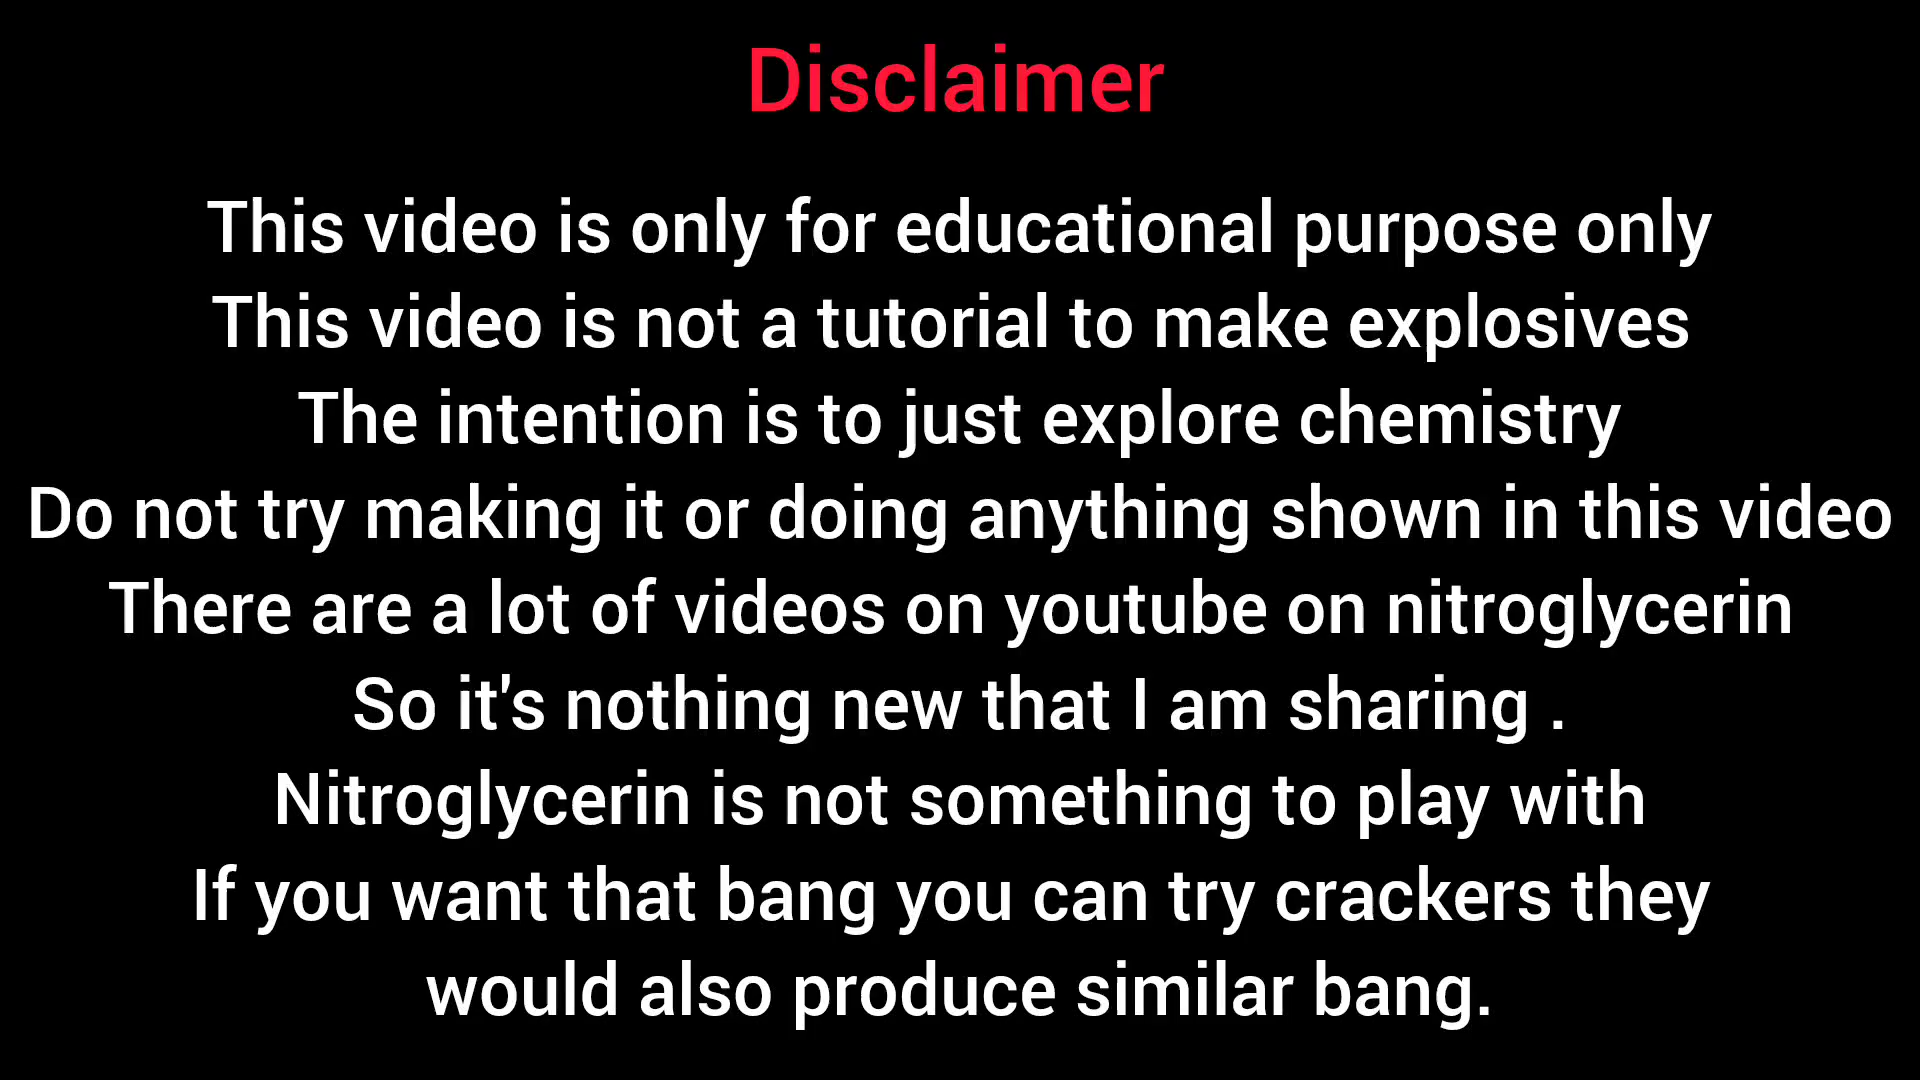 Disclaimer
This video is only for educational purpose only
This video is not a tutorial to make explosives
The intention is to just explore chemistry
Do not try making it or doing anything shown in this video
There are a lot of videos on youtube on nitroglycerin
So it's nothing new that I am sharing .
Nitroglycerin is not something to play with
If you want that bang you can try crackers they
would also produce similar bang.